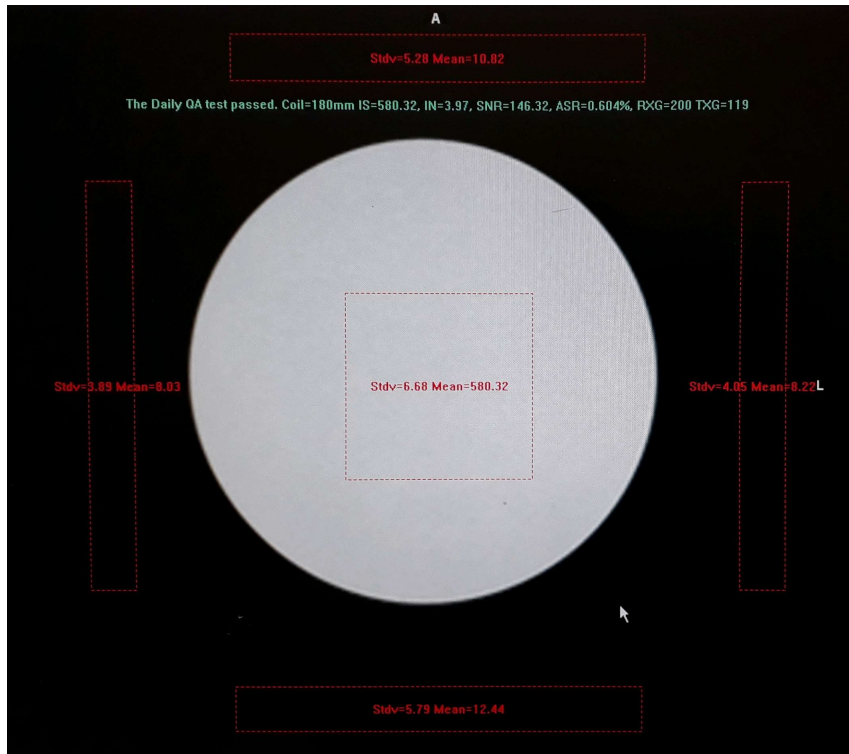 A
Stdv=5.28 Mean=10.82
The Daily QA test passed. Coil=180mm IS=580.32, IN=3.97, SNR=146.32, ASR=0.604%, RXG=200 TXG=119
Stdv=3.89 Mean=8.03
Stdv=6.68 Mean=580.32
Stdv=4.05 Mean=8.22
L
Stdv=5.79 Mean=12.44